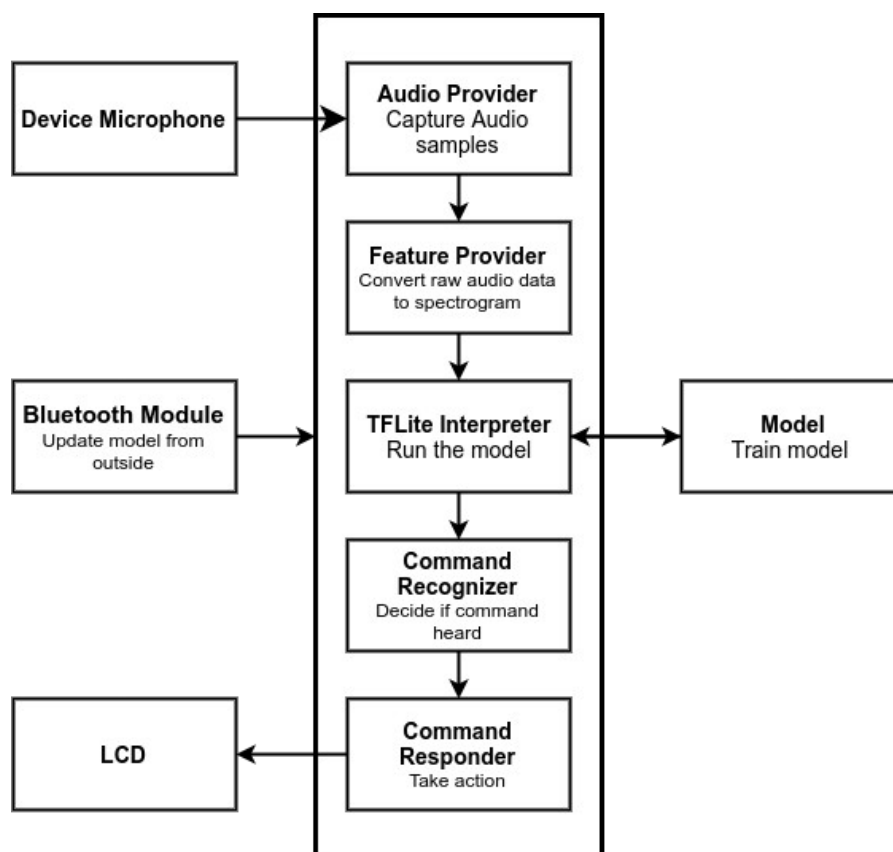 Device Microphone
Audio Provider
Capture Audio
samples
Feature Provider
Convert raw audio data
to spectrogram
Bluetooth Module
Update model from
outside
TFLite Interpreter
Run the model
Model
Train model
Command
Recognizer
Decide if command
heard
LCD
Command
Responder
Take action